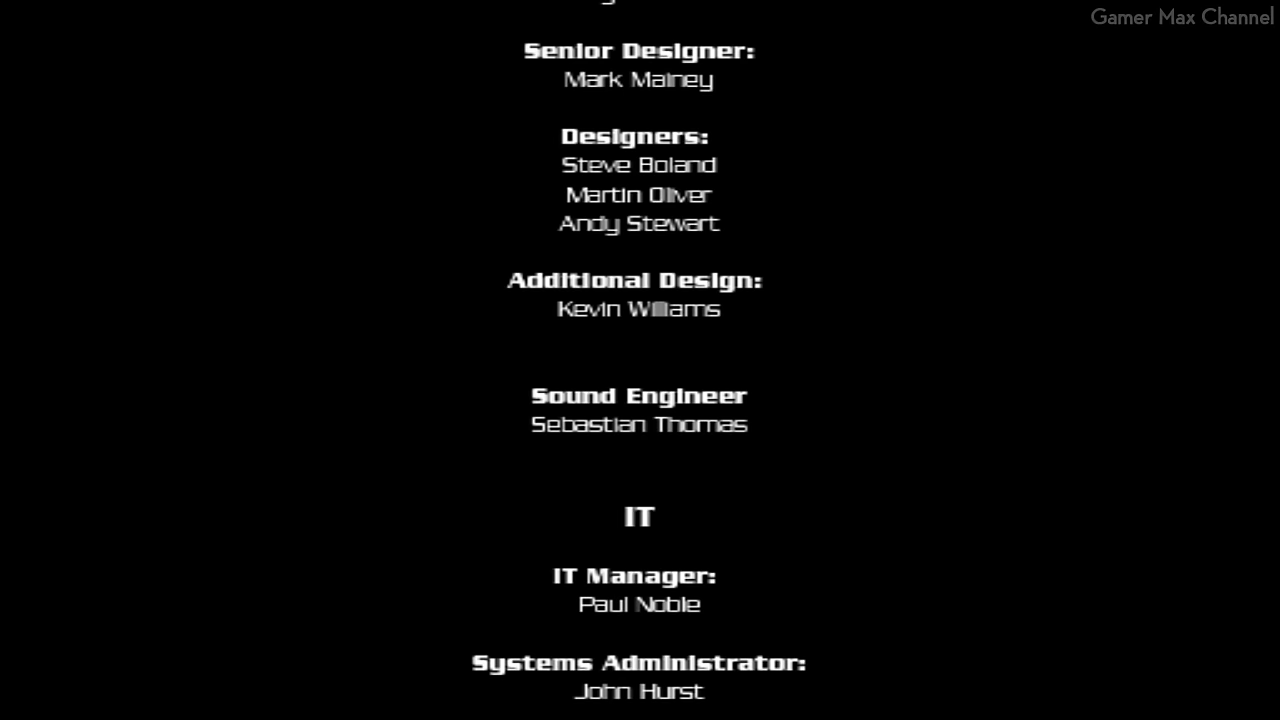 Gamer Max Channel
Senior Designer:
Mark Mainey
Designers:
Steve Boland
Martin Oliver
Andy Stewart
Additional Design:
Kevin Williams
Sound Engineer
Sebastian Thomas
IT
IT Manager:
Paul Noble
Systems Administrator:
John Hurst